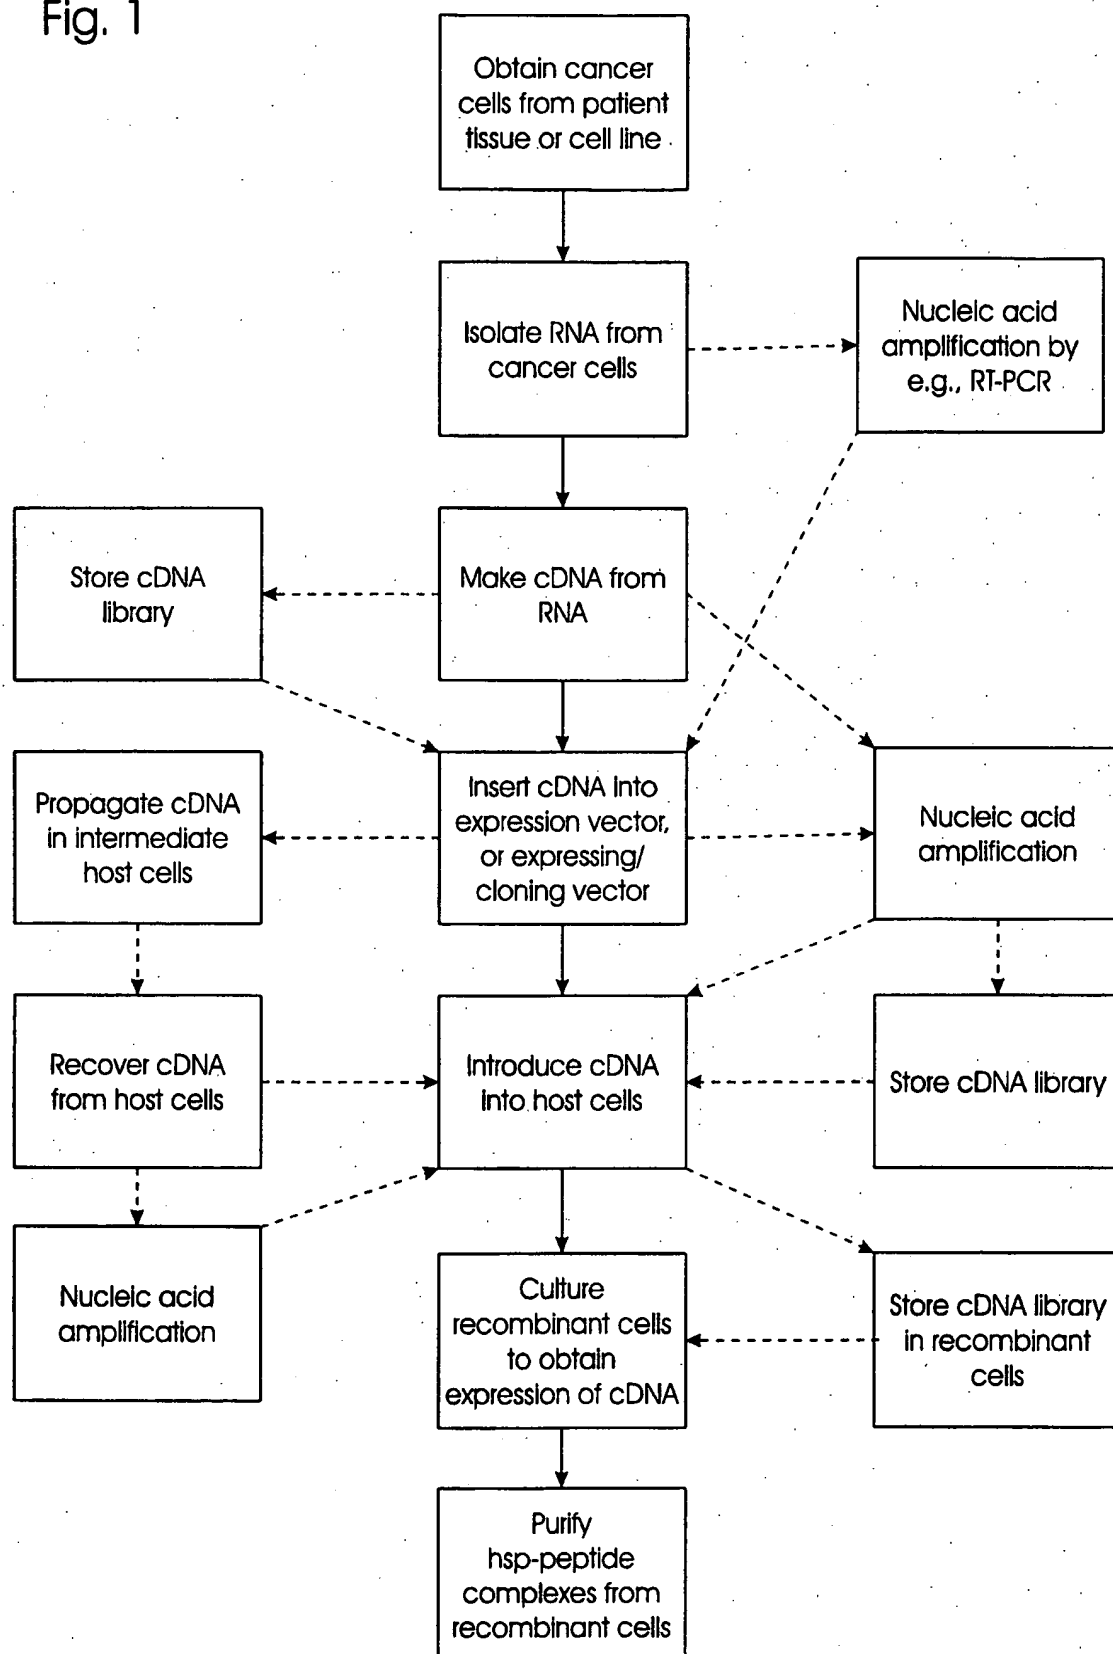 Fig. 1
Obtain cancer
cells from patient
tissue or cell line
Isolate RNA from
cancer cells
Nucleic acid
amplification by
e.g., RT-PCR
Store cDNA
library
Make cDNA from
RNA
Propagate cDNA
in intermediate
host cells
Insert cDNA into
expression vector,
or expressing/
cloning vector
Nucleic acid
amplification
Recover cDNA
from host cells
Introduce cDNA
into host cells
Store cDNA library
Nucleic acid
amplification
Culture
recombinant cells
to obtain
expression of cDNA
Store cDNA library
in recombinant
cells
Purify
hsp-peptide
complexes from
recombinant cells